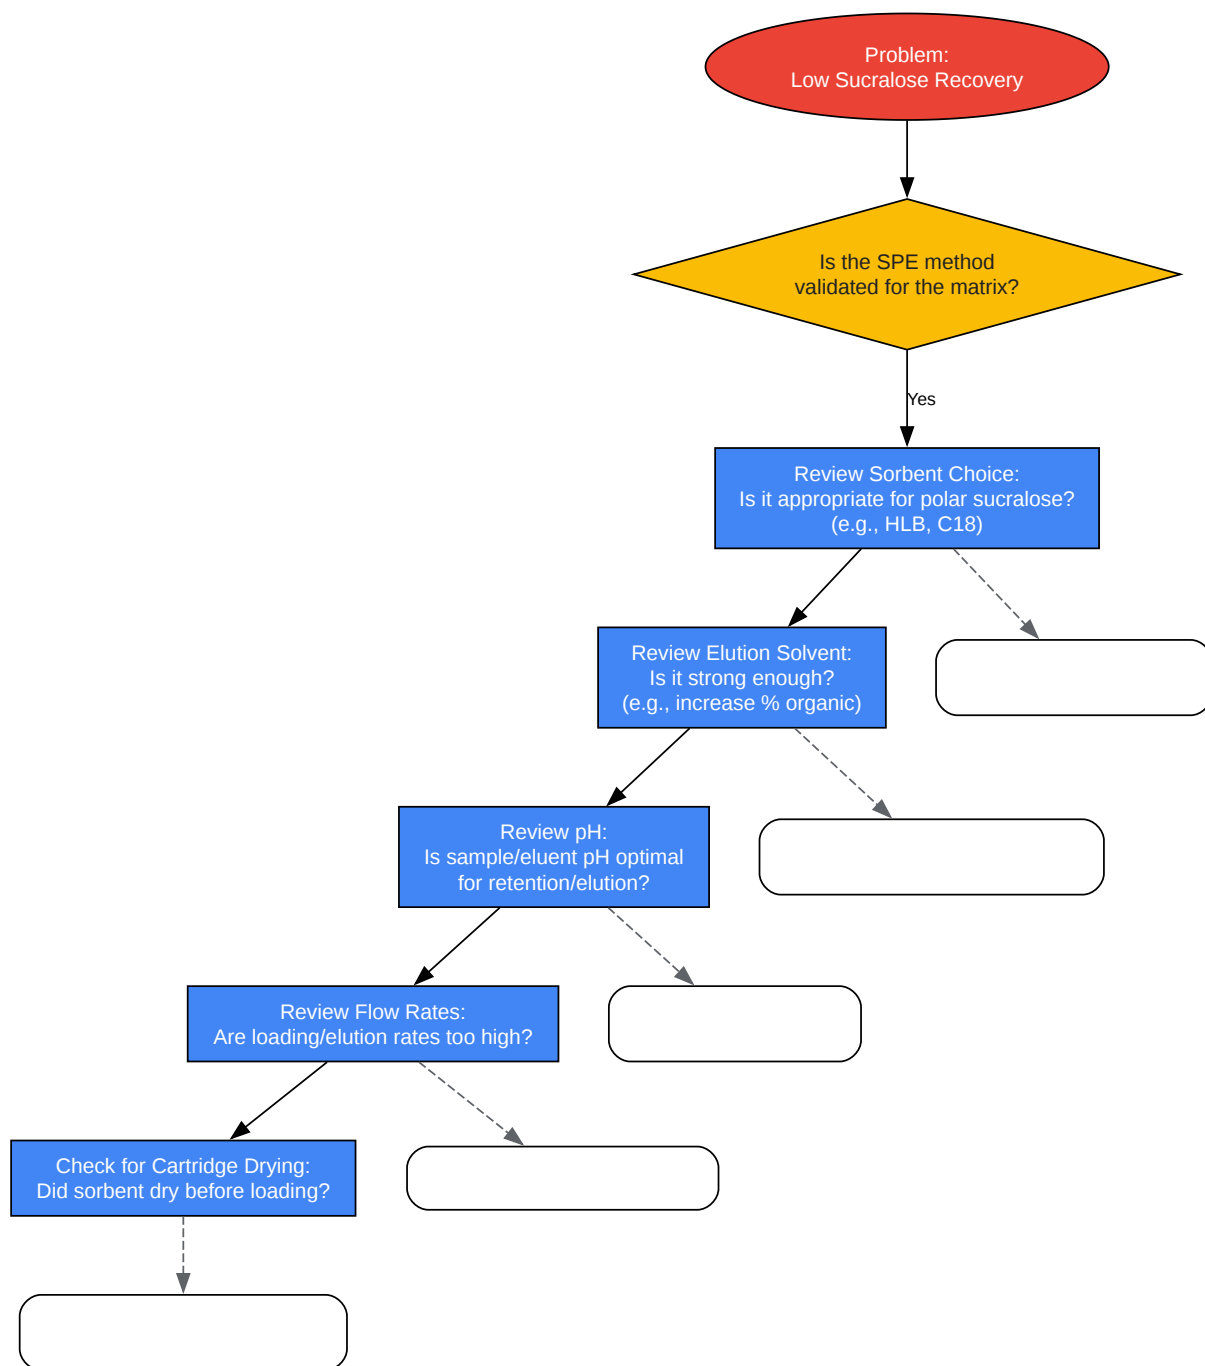 Problem:
Low Sucralose Recovery
Is the SPE method
validated for the matrix?
Yes
Review Sorbent Choice:
Is it appropriate for polar sucralose?
(e.g., HLB, C18)
Review Elution Solvent:
Is it strong enough?
(e.g., increase % organic)
Review pH:
Is sample/eluent pH optimal
for retention/elution?
Review Flow Rates:
Are loading/elution rates too high?
Check for Cartridge Drying:
Did sorbent dry before loading?